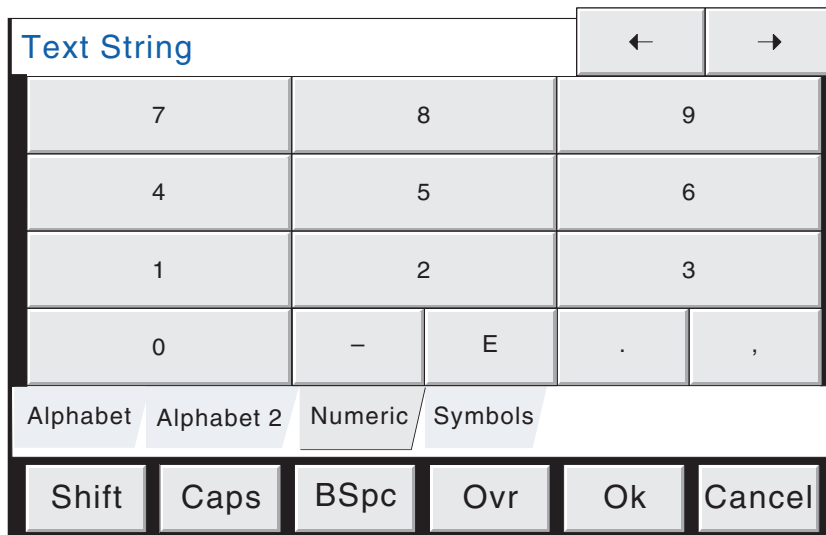 Text String ← →
7 8 9
4 5 6
1 2 3
0 – E . ,
Alphabet Alphabet 2 Numeric Symbols
Shift Caps BSpc Ovr Ok Cancel